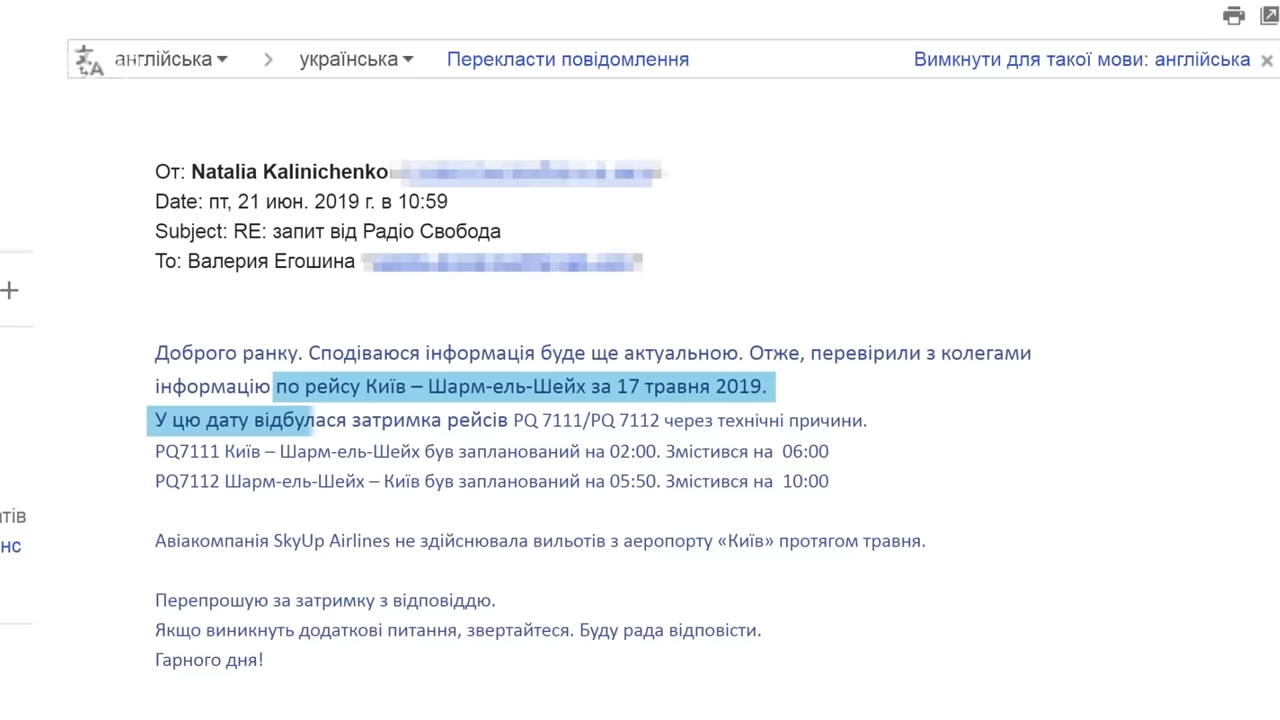 англійська > українська Перекласти повідомлення Вимкнути для такої мови: англійська ×
От: Natalia Kalinichenko
Date: пт, 21 июн. 2019 г. в 10:59
Subject: RE: запит від Радіо Свобода
To: Валерия Егошина
+
Доброго ранку. Сподіваюся інформація буде ще актуальною. Отже, перевірили з колегами
інформацію по рейсу Київ – Шарм-ель-Шейх за 17 травня 2019.
У цю дату відбулася затримка рейсів PQ 7111/PQ 7112 через технічні причини.
PQ7111 Київ – Шарм-ель-Шейх був запланований на 02:00. Змістився на 06:00
PQ7112 Шарм-ель-Шейх – Київ був запланований на 05:50. Змістився на 10:00
Авіакомпанія SkyUp Airlines не здійснювала вильотів з аеропорту «Київ» протягом травня.
Перепрошую за затримку з відповіддю.
Якщо виникнуть додаткові питання, звертайтеся. Буду рада відповісти.
Гарного дня!